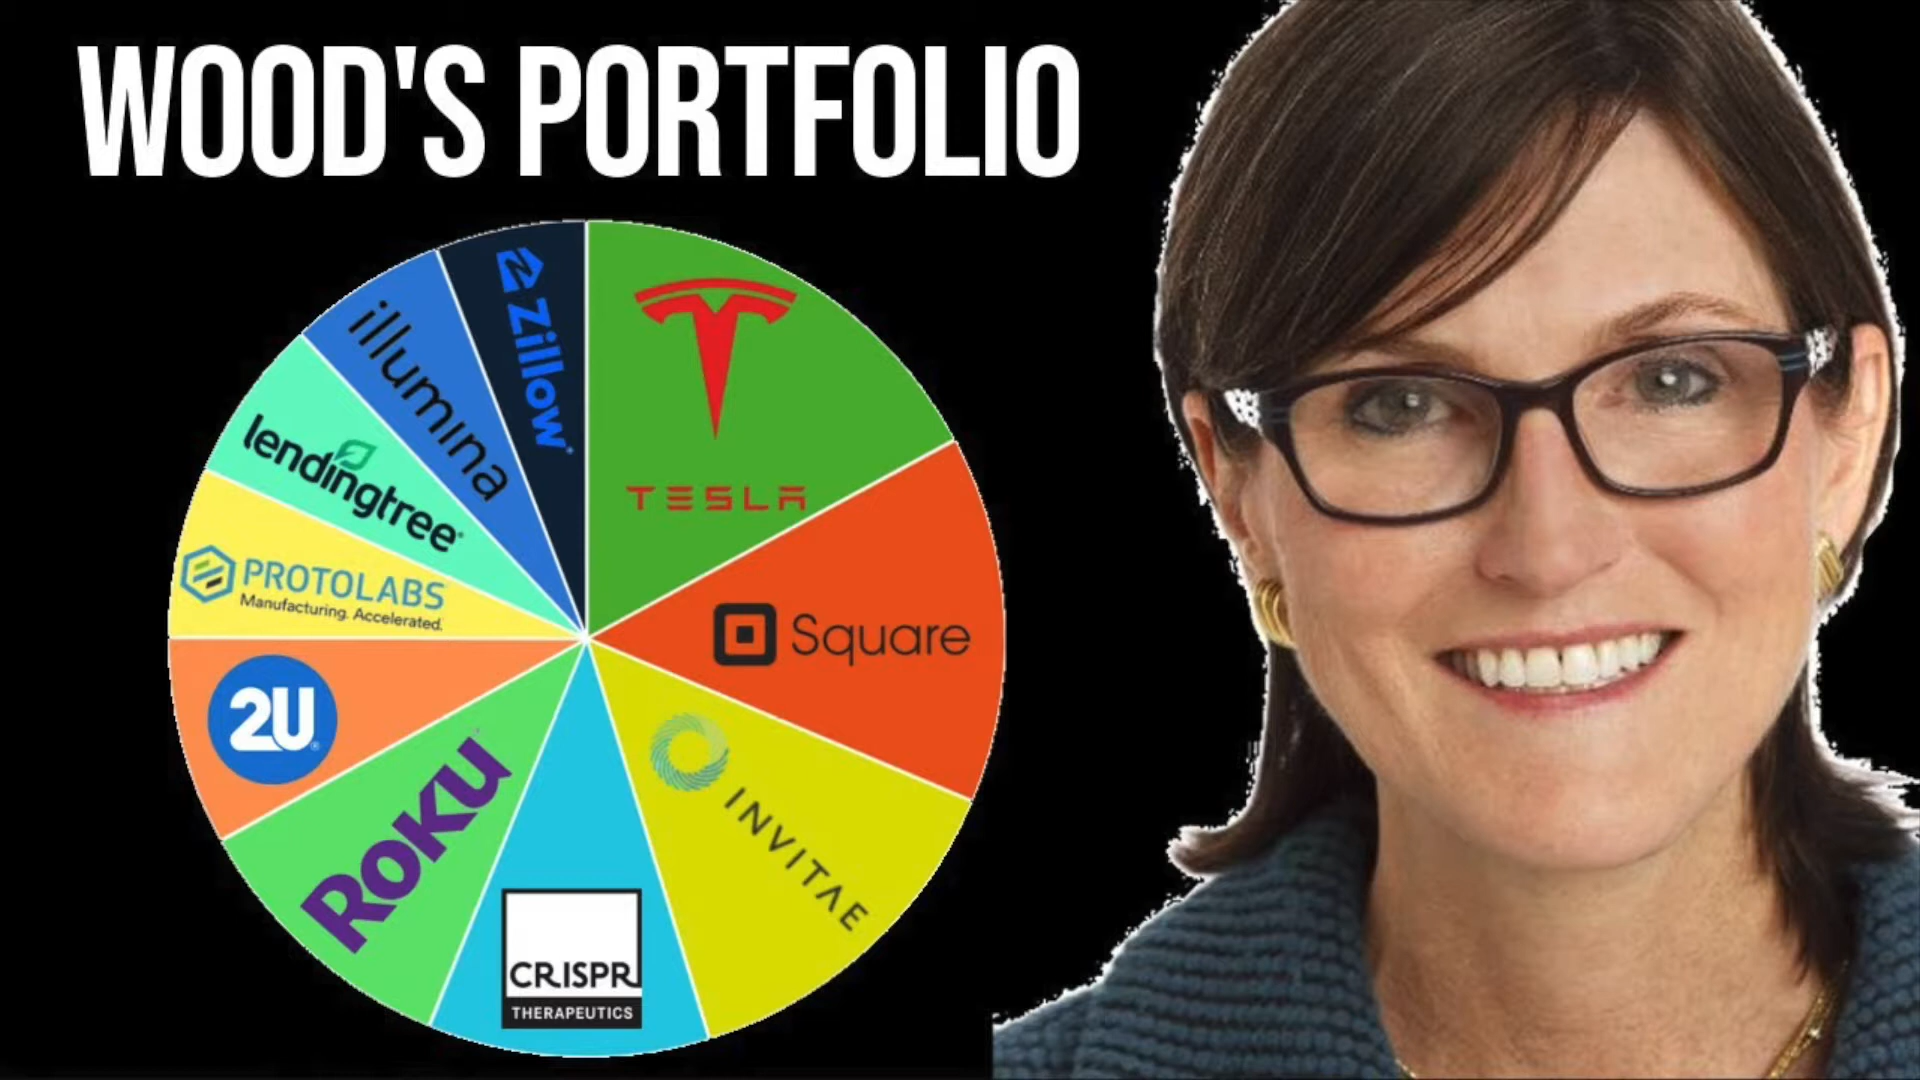 WOOD'S PORTFOLIO
Zillow
TESLA
illumina
lendingtree
Square
PROTOLABS
Manufacturing. Accelerated.
2U
INVITAE
ROKU
CRISPR
THERAPEUTICS